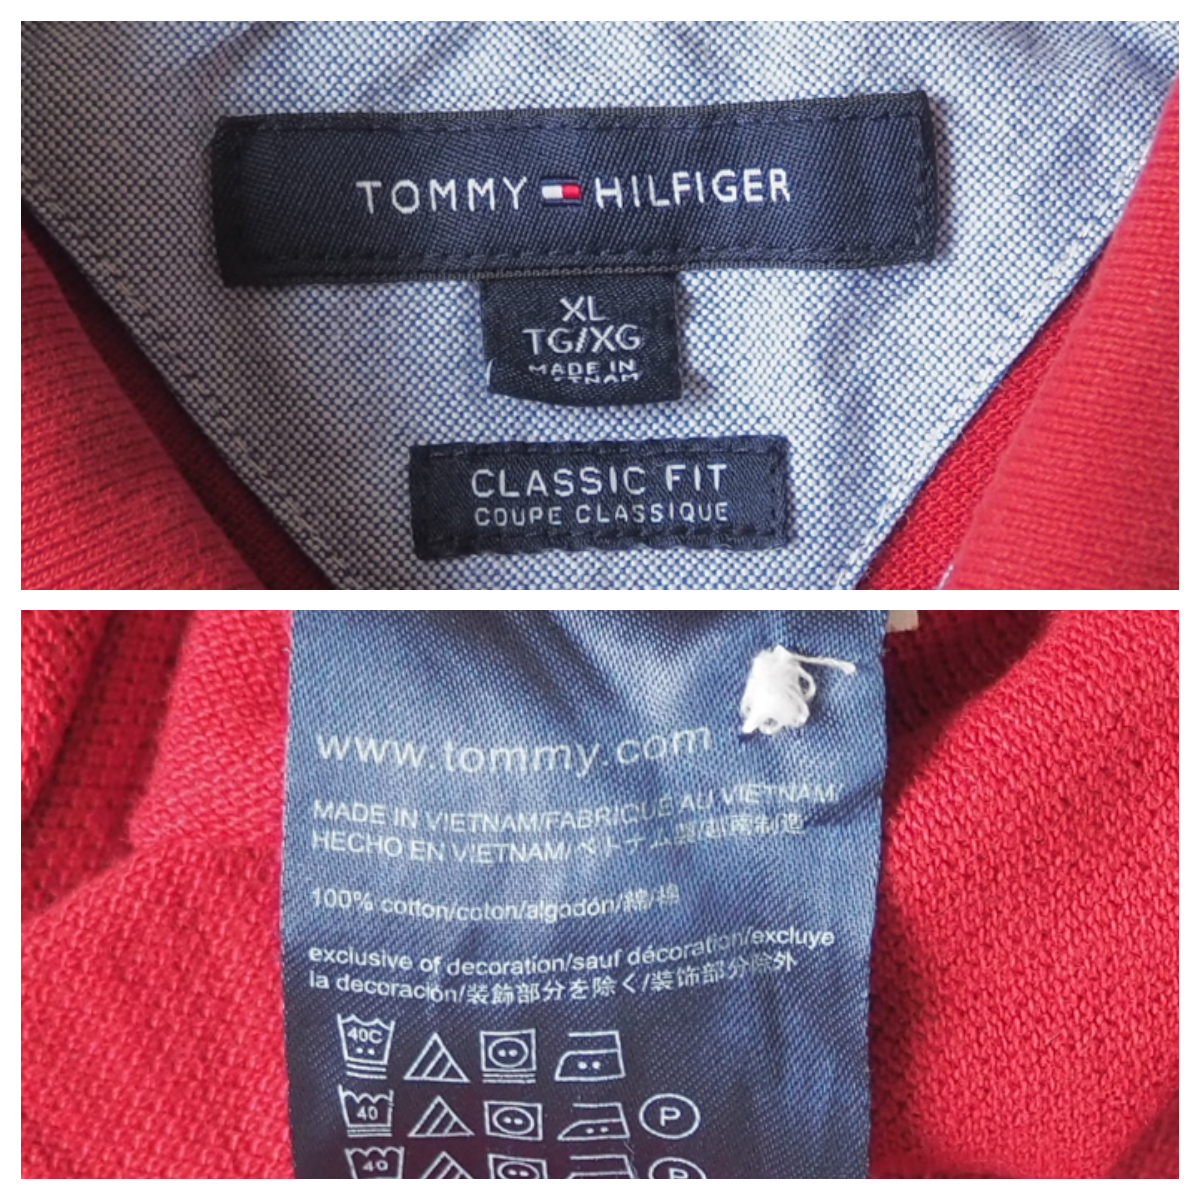 TOMMY HILFIGER
XL
TG/XG
MADE IN
CLASSIC FIT
COUPE CLASSIQUE
www.tommy.com
MADE IN VIETNAM/FABRIQUÉ AU VIETNAM/
HECHO EN VIETNAM/ベトナム製/越南制造
100% cotton/coton/algodón/綿/棉
exclusive of decoration/sauf décoration/excluye
la decoración/装飾部分を除く/装饰部分除外
40C
40 P
40 P